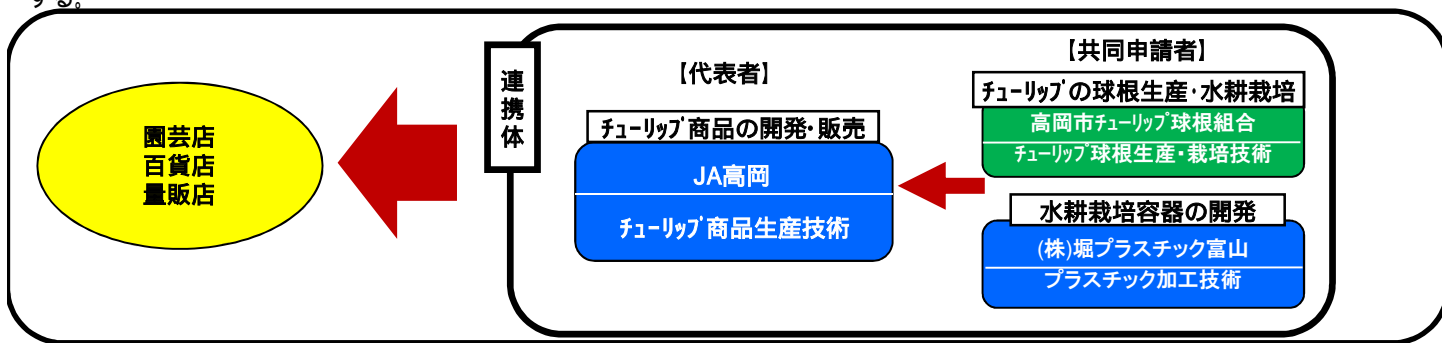 する。
園芸店
百貨店
量販店
連
携
体
【代表者】
ﾁｭｰﾘｯﾌﾟ商品の開発･販売
JA高岡
ﾁｭｰﾘｯﾌﾟ商品生産技術
【共同申請者】
ﾁｭｰﾘｯﾌﾟの球根生産･水耕栽培
高岡市ﾁｭｰﾘｯﾌﾟ球根組合
ﾁｭｰﾘｯﾌﾟ球根生産･栽培技術
水耕栽培容器の開発
(株)堀プラスチック富山
プラスチック加工技術